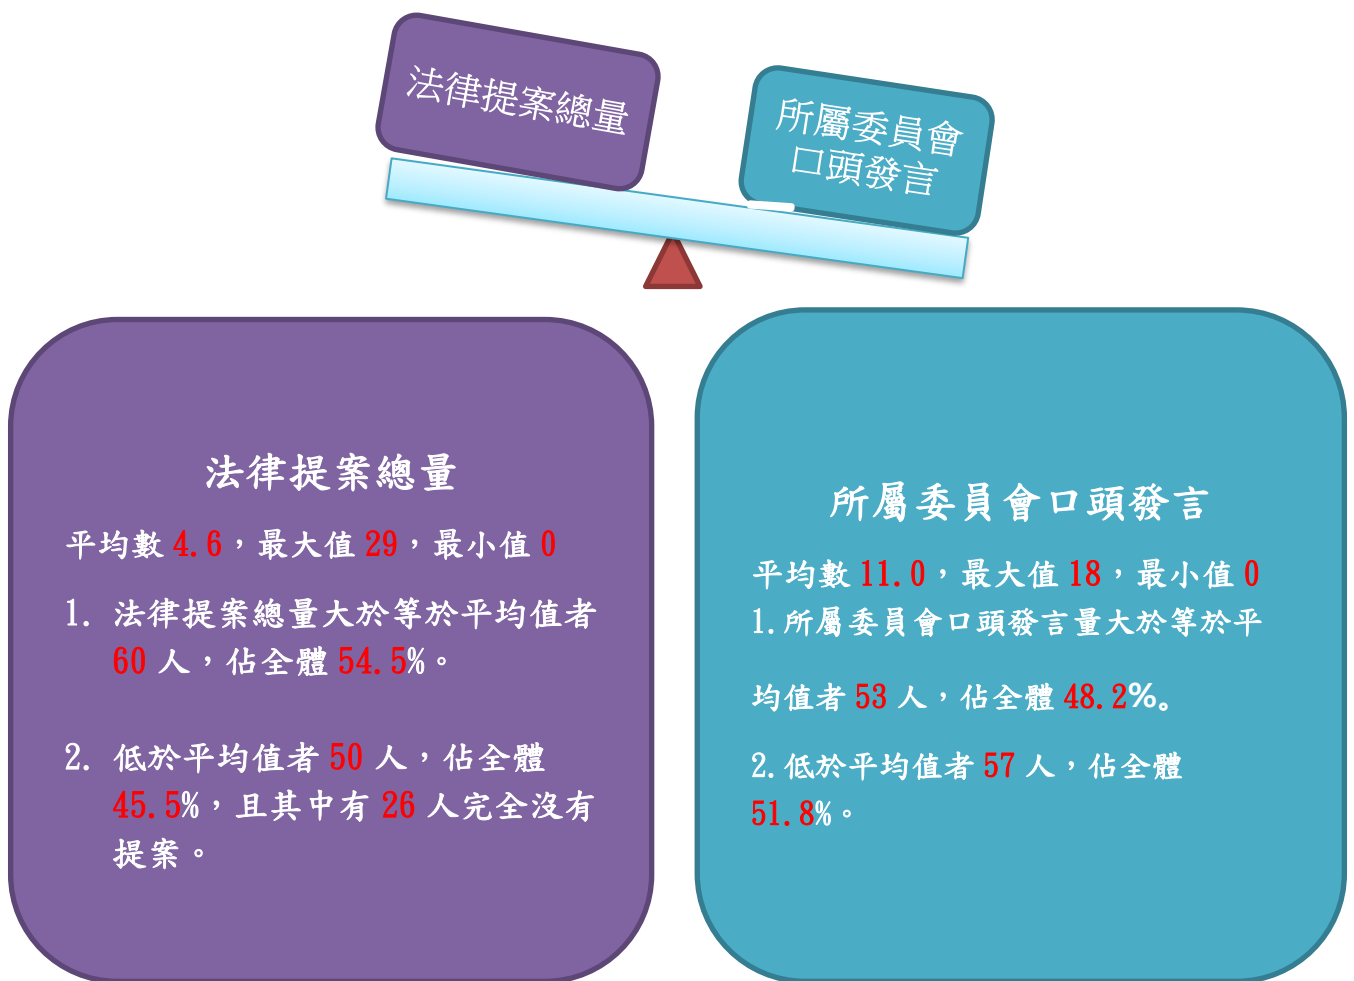 法律提案總量
所屬委員會
口頭發言
法律提案總量
平均數 4.6，最大值 29，最小值 0
1. 法律提案總量大於等於平均值者
60 人，佔全體 54.5%。
2. 低於平均值者 50 人，佔全體
45.5%，且其中有 26 人完全沒有
提案。
所屬委員會口頭發言
平均數 11.0，最大值 18，最小值 0
1.所屬委員會口頭發言量大於等於平
均值者 53 人，佔全體 48.2%。
2.低於平均值者 57 人，佔全體
51.8%。